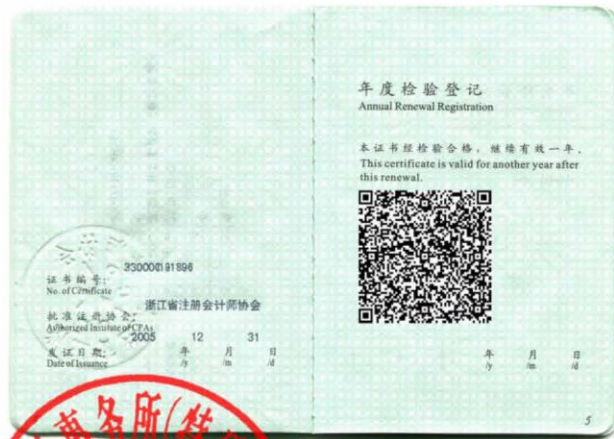 330000191896
证书编号:
No. of Certificate
浙江省注册会计师协会
批准注册协会:
Authorized Institute of CPAs
2005 12 31
发证日期: 年 月 日
Date of Issuance /y /m /d
事务所(特
年度检验登记
Annual Renewal Registration
本证书经检验合格，继续有效一年。
This certificate is valid for another year after
this renewal.
年 月 日
/y /m /d
5